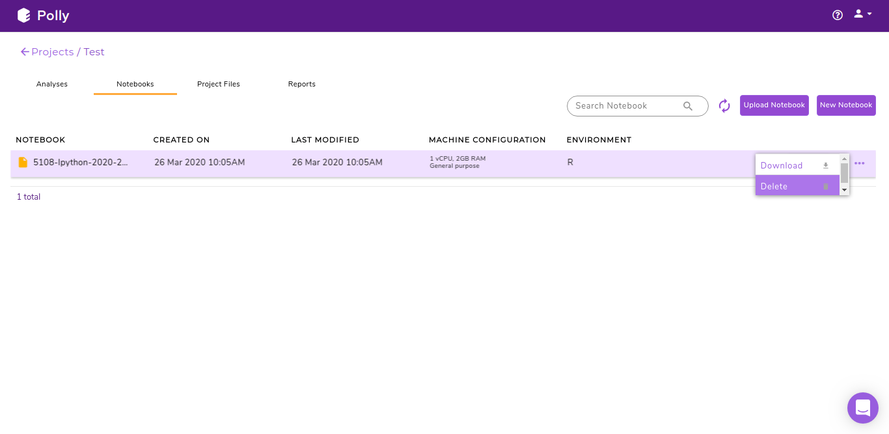 Polly
Projects / Test
Analyses Notebooks Project Files Reports
Search Notebook Upload Notebook New Notebook
NOTEBOOK CREATED ON LAST MODIFIED MACHINE CONFIGURATION ENVIRONMENT
5108-Ipython-2020-2... 26 Mar 2020 10:05AM 26 Mar 2020 10:05AM 1 vCPU, 2GB RAM R
General purpose
Download
Delete
1 total